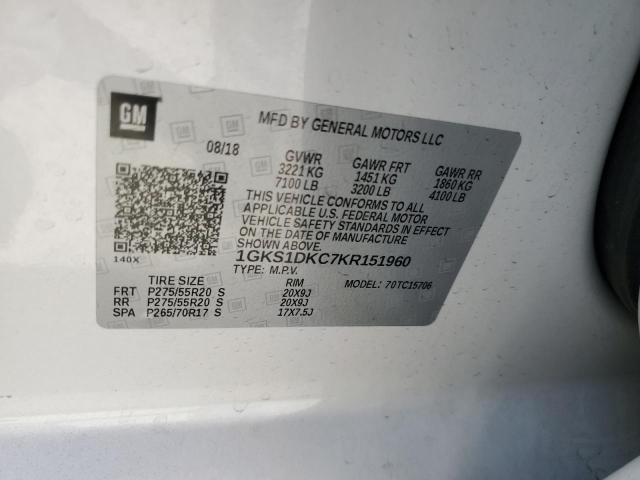 GM
MFD BY GENERAL MOTORS LLC
08/18
GVWR GAWR FRT GAWR RR
3221 KG 1451 KG 1860 KG
7100 LB 3200 LB 4100 LB
THIS VEHICLE CONFORMS TO ALL
APPLICABLE U.S. FEDERAL MOTOR
VEHICLE SAFETY STANDARDS IN EFFECT
ON THE DATE OF MANUFACTURE
SHOWN ABOVE.
140X
1GKS1DKC7KR151960
TYPE: M.P.V. MODEL: 70TC15706
TIRE SIZE RIM
FRT P275/55R20 S 20X9J
RR P275/55R20 S 20X9J
SPA P265/70R17 S 17X7.5J